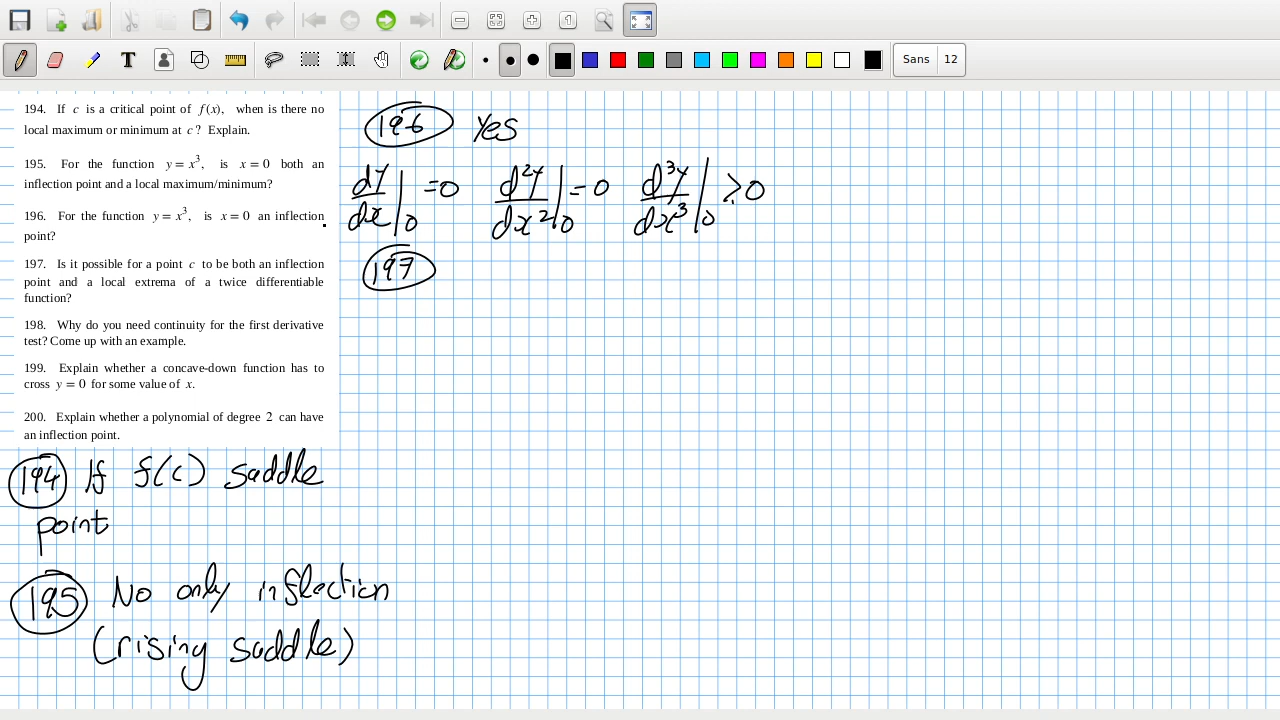 Sans 12
194. If c is a critical point of f(x), when is there no
local maximum or minimum at c? Explain.
195. For the function y = x³, is x = 0 both an
inflection point and a local maximum/minimum?
196. For the function y = x³, is x = 0 an inflection
point?
197. Is it possible for a point c to be both an inflection
point and a local extrema of a twice differentiable
function?
198. Why do you need continuity for the first derivative
test? Come up with an example.
199. Explain whether a concave-down function has to
cross y = 0 for some value of x.
200. Explain whether a polynomial of degree 2 can have
an inflection point.
194 If f(c) saddle
point
195 No only inflection
(rising saddle)
196 yes
dy/dx|0 = 0 d²y/dx²|0 = 0 d³y/dx³|0 > 0
197